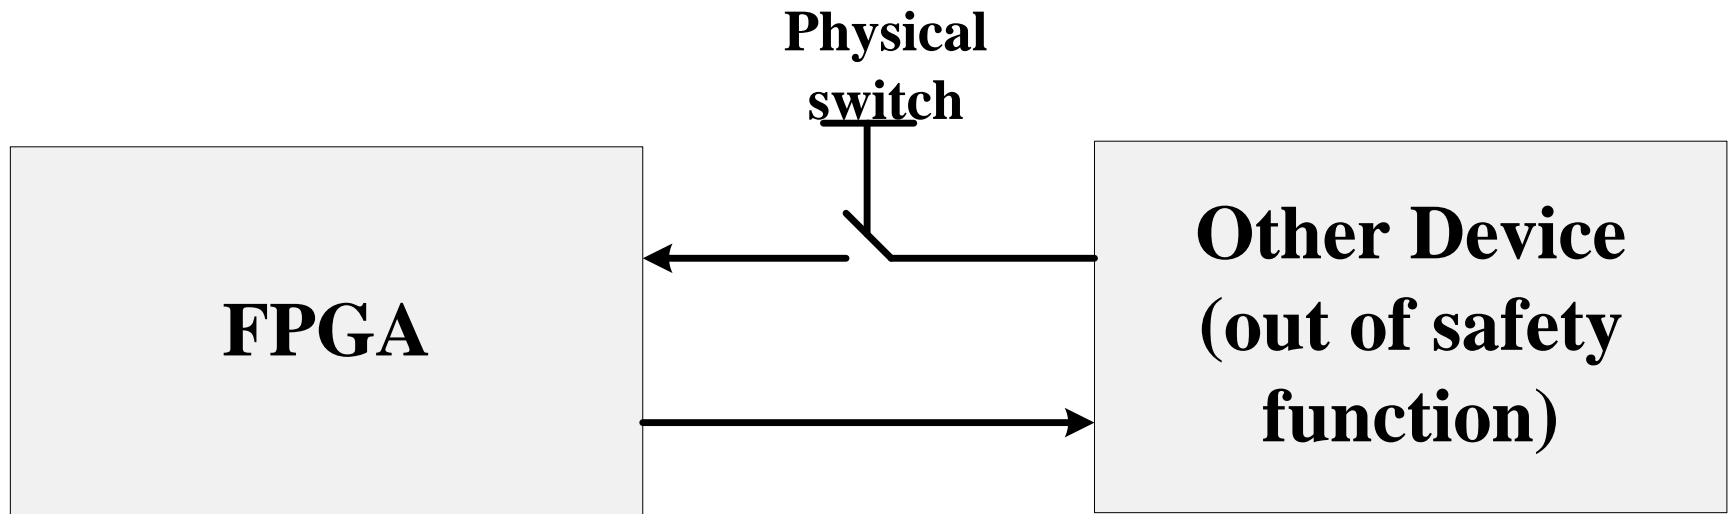 Physical
switch
FPGA
Other Device
(out of safety
function)